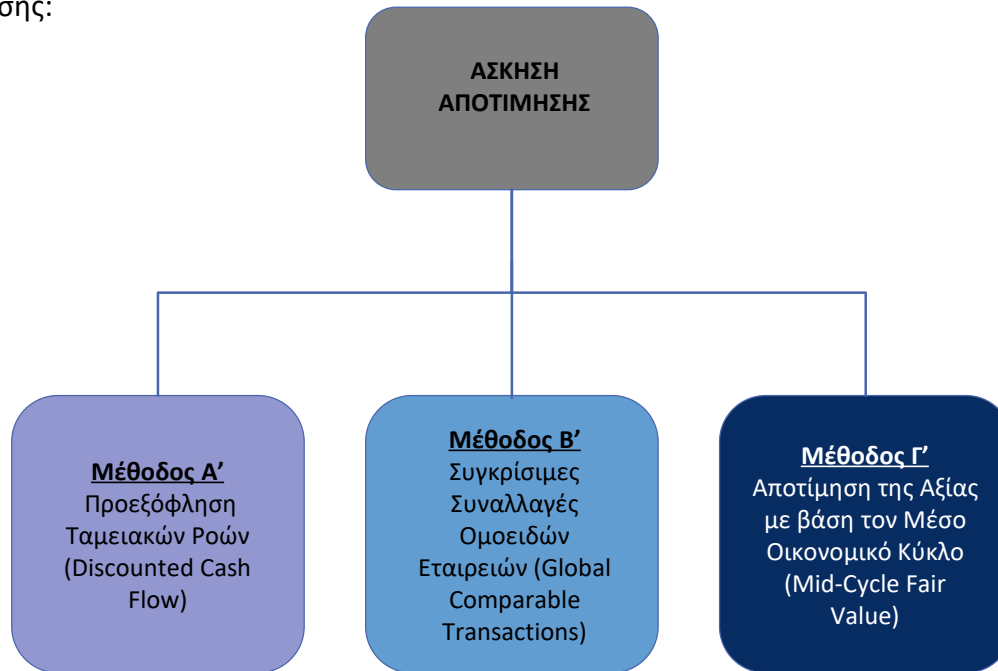 σης:
ΑΣΚΗΣΗ
ΑΠΟΤΙΜΗΣΗΣ
Μέθοδος Α’
Προεξόφληση
Ταμειακών Ροών
(Discounted Cash
Flow)
Μέθοδος Β’
Συγκρίσιμες
Συναλλαγές
Ομοειδών
Εταιρειών (Global
Comparable
Transactions)
Μέθοδος Γ’
Αποτίμηση της Αξίας
με βάση τον Μέσο
Οικονομικό Κύκλο
(Mid-Cycle Fair
Value)